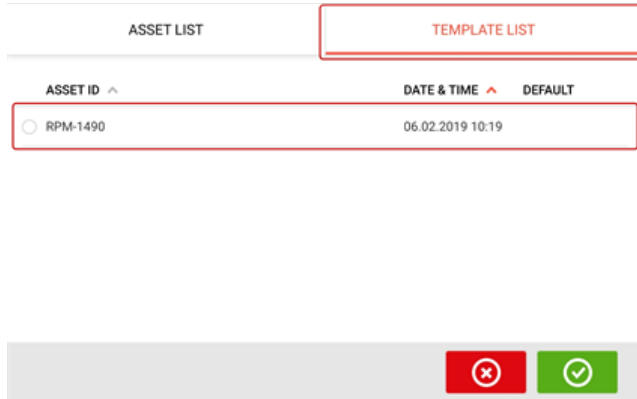 ASSET LIST TEMPLATE LIST
ASSET ID DATE & TIME DEFAULT
RPM-1490 06.02.2019 10:19